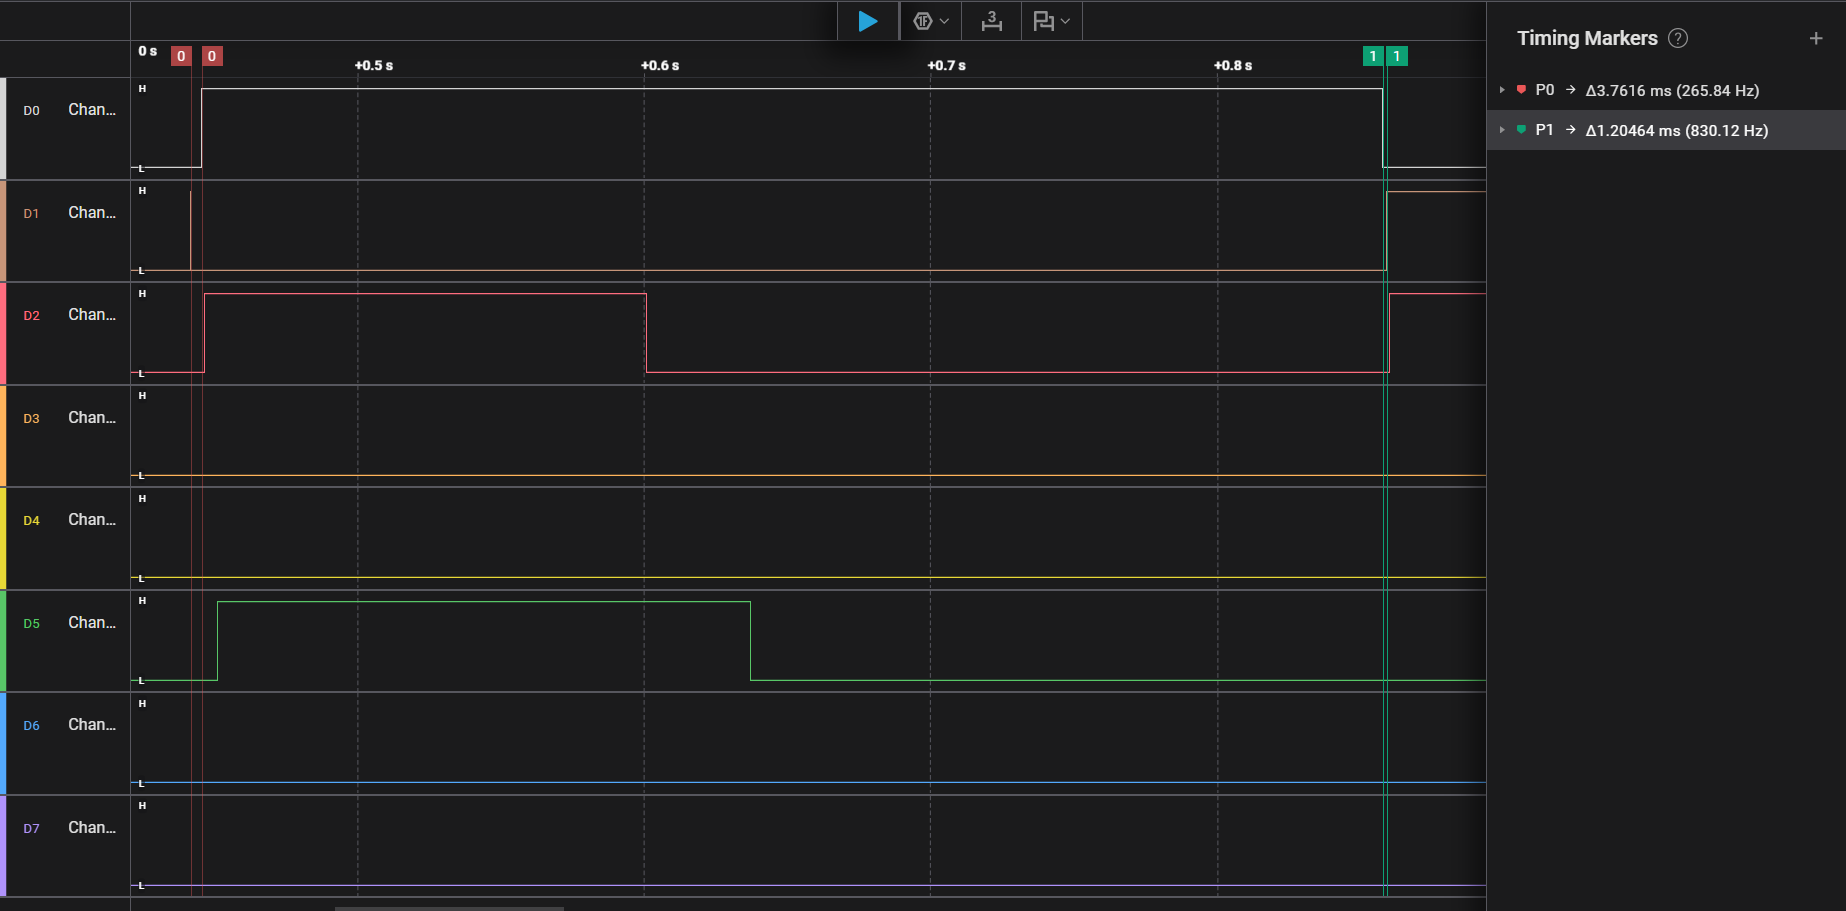 3
Timing Markers ?
0 s
0 0 1 1
+0.5 s +0.6 s +0.7 s +0.8 s
P0 → Δ3.7616 ms (265.84 Hz)
P1 → Δ1.20464 ms (830.12 Hz)
H
D0 Chan...
L
H
D1 Chan...
L
H
D2 Chan...
L
H
D3 Chan...
L
H
D4 Chan...
L
H
D5 Chan...
L
H
D6 Chan...
L
H
D7 Chan...
L